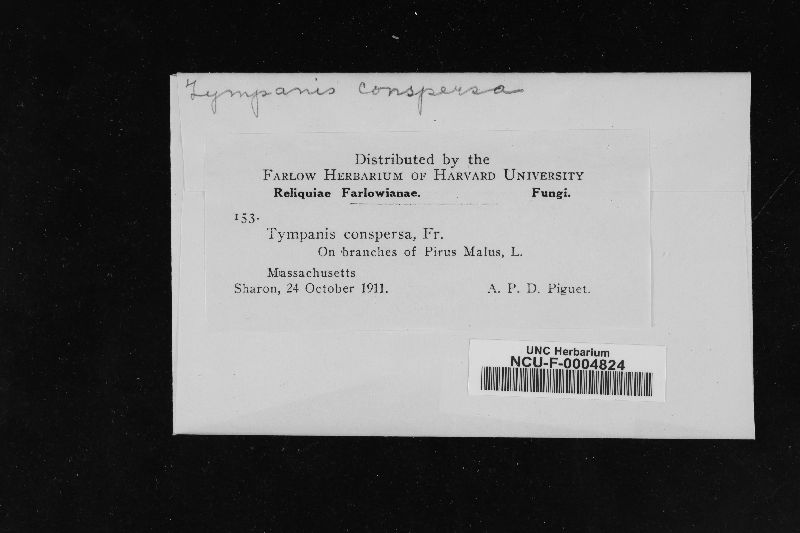 Tympanis conspersa
Distributed by the
FARLOW HERBARIUM OF HARVARD UNIVERSITY
Reliquiae Farlowianae. Fungi.
153.
Tympanis conspersa, Fr.
On branches of Pirus Malus, L.
Massachusetts
Sharon, 24 October 1911. A. P. D. Piguet.
UNC Herbarium
NCU-F-0004824